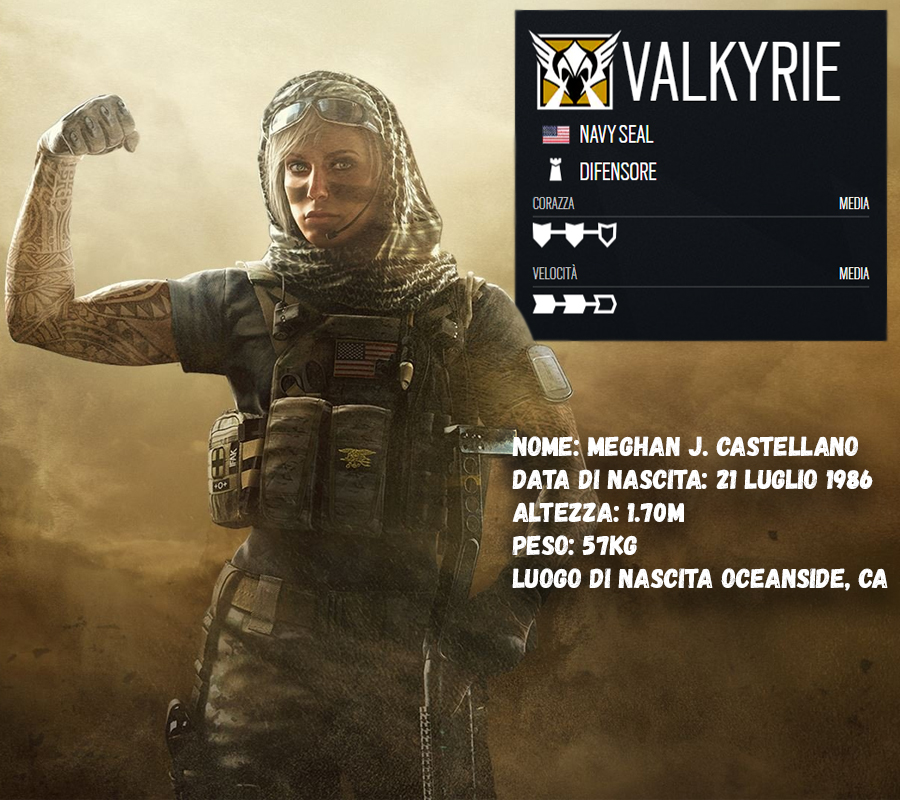 VALKYRIE
NAVY SEAL
DIFENSORE
CORAZZA MEDIA
VELOCITÀ MEDIA
IFAK
NOME: MEGHAN J. CASTELLANO
DATA DI NASCITA: 21 LUGLIO 1986
ALTEZZA: 1.70M
PESO: 57KG
LUOGO DI NASCITA OCEANSIDE, CA